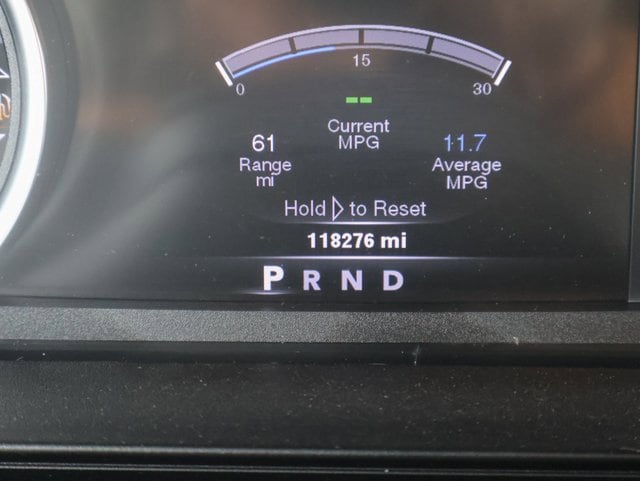 15
0 30
--
Current
MPG
61
Range
mi
11.7
Average
MPG
Hold ▷ to Reset
118276 mi
P R N D